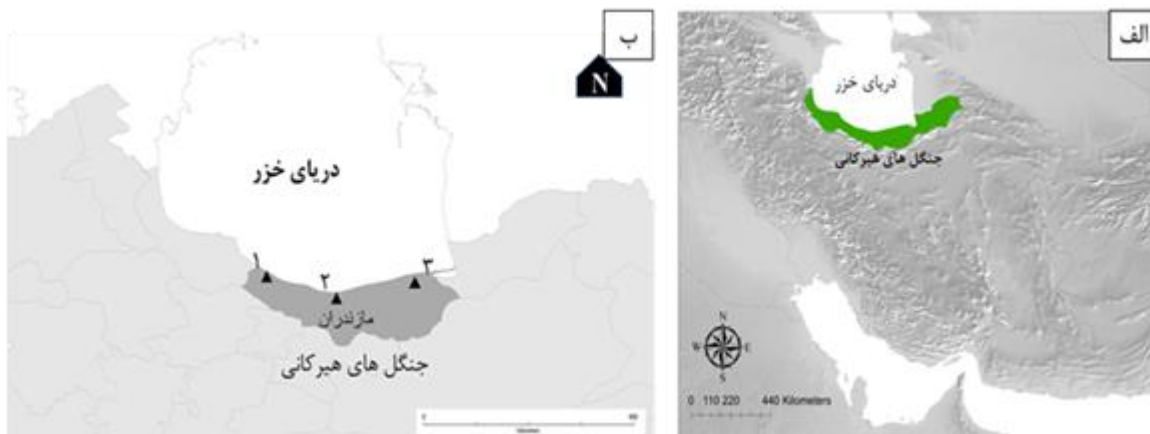 الف
دریای خزر
جنگل های هیرکانی
N
W E
S
0 110 220 440 Kilometers
ب
N
دریای خزر
۱
۲
۳
مازندران
جنگل های هیرکانی
0